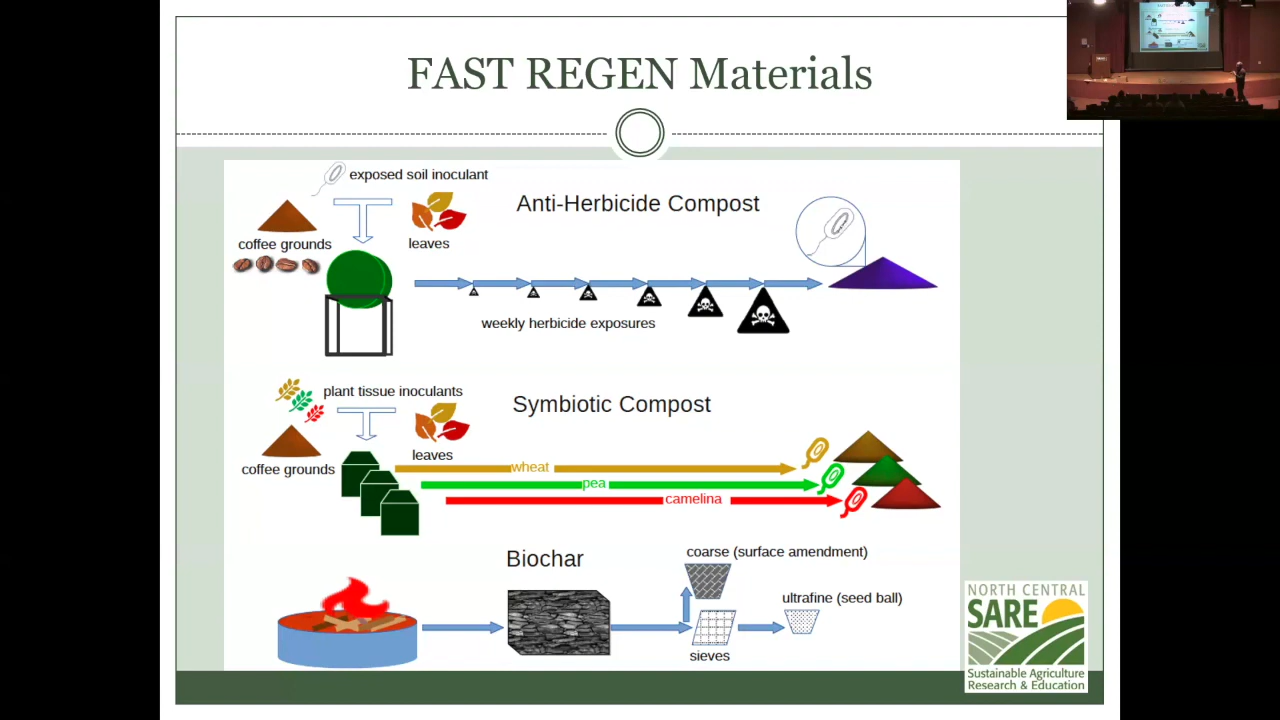 FAST REGEN Materials
exposed soil inoculant
Anti-Herbicide Compost
coffee grounds
leaves
weekly herbicide exposures
plant tissue inoculants
Symbiotic Compost
coffee grounds
leaves
wheat
pea
camelina
Biochar
coarse (surface amendment)
ultrafine (seed ball)
sieves
NORTH CENTRAL
SARE
Sustainable Agriculture
Research & Education